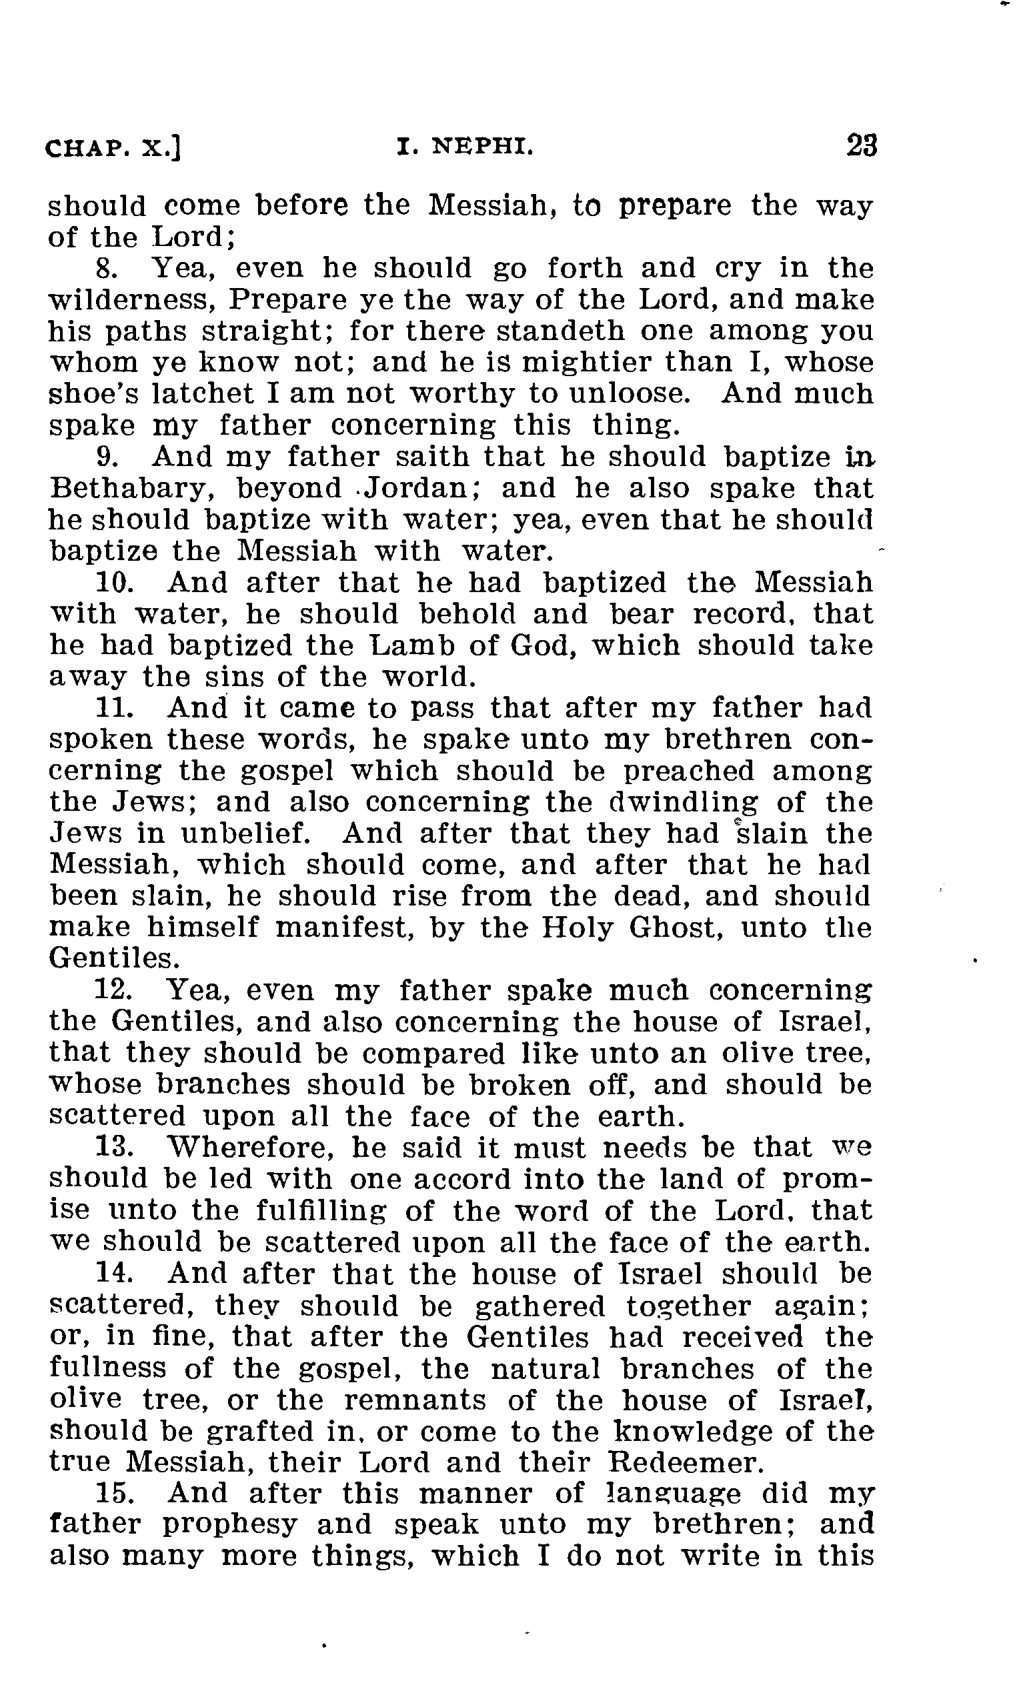 CHAP. X.] I. NEPHI. 23
should come before the Messiah, to prepare the way
of the Lord;
8. Yea, even he should go forth and cry in the
wilderness, Prepare ye the way of the Lord, and make
his paths straight; for there standeth one among you
whom ye know not; and he is mightier than I, whose
shoe's latchet I am not worthy to unloose. And much
spake my father concerning this thing.
9. And my father saith that he should baptize in
Bethabary, beyond Jordan; and he also spake that
he should baptize with water; yea, even that he should
baptize the Messiah with water.
10. And after that he had baptized the Messiah
with water, he should behold and bear record, that
he had baptized the Lamb of God, which should take
away the sins of the world.
11. And it came to pass that after my father had
spoken these words, he spake unto my brethren con-
cerning the gospel which should be preached among
the Jews; and also concerning the dwindling of the
Jews in unbelief. And after that they had slain the
Messiah, which should come, and after that he had
been slain, he should rise from the dead, and should
make himself manifest, by the Holy Ghost, unto the
Gentiles.
12. Yea, even my father spake much concerning
the Gentiles, and also concerning the house of Israel,
that they should be compared like unto an olive tree,
whose branches should be broken off, and should be
scattered upon all the face of the earth.
13. Wherefore, he said it must needs be that we
should be led with one accord into the land of prom-
ise unto the fulfilling of the word of the Lord, that
we should be scattered upon all the face of the earth.
14. And after that the house of Israel should be
scattered, they should be gathered together again;
or, in fine, that after the Gentiles had received the
fullness of the gospel, the natural branches of the
olive tree, or the remnants of the house of Israel,
should be grafted in, or come to the knowledge of the
true Messiah, their Lord and their Redeemer.
15. And after this manner of language did my
father prophesy and speak unto my brethren; and
also many more things, which I do not write in this